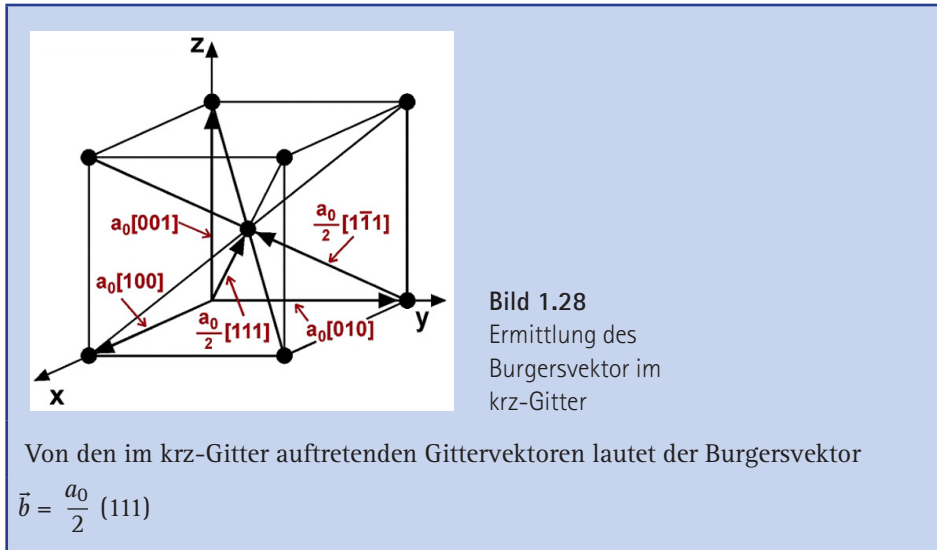 z
a₀[001]
a₀/2 [11̄1]
a₀[100]
a₀/2 [111]
a₀[010]
y
x
Bild 1.28
Ermittlung des
Burgersvektor im
krz-Gitter
Von den im krz-Gitter auftretenden Gittervektoren lautet der Burgersvektor
b⃗ = a₀/2 (111)